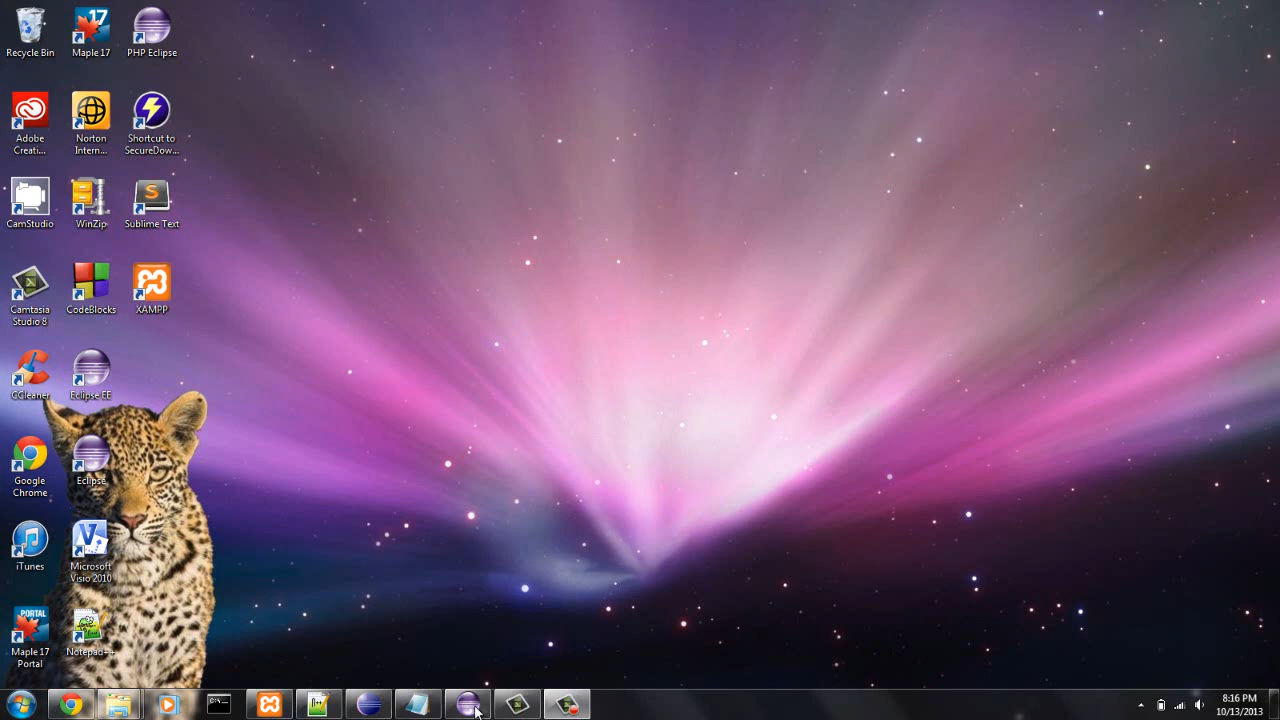 Recycle Bin
Maple 17
PHP Eclipse
17
Adobe
Creati...
Norton
Intern...
Shortcut to
SecureDow...
CamStudio
WinZip
Sublime Text
S
Camtasia
Studio 8
CodeBlocks
XAMPP
CCleaner
Eclipse EE
Google
Chrome
Eclipse
iTunes
Microsoft
Visio 2010
PORTAL
Maple 17
Portal
Notepad++
8:16 PM
10/13/2013